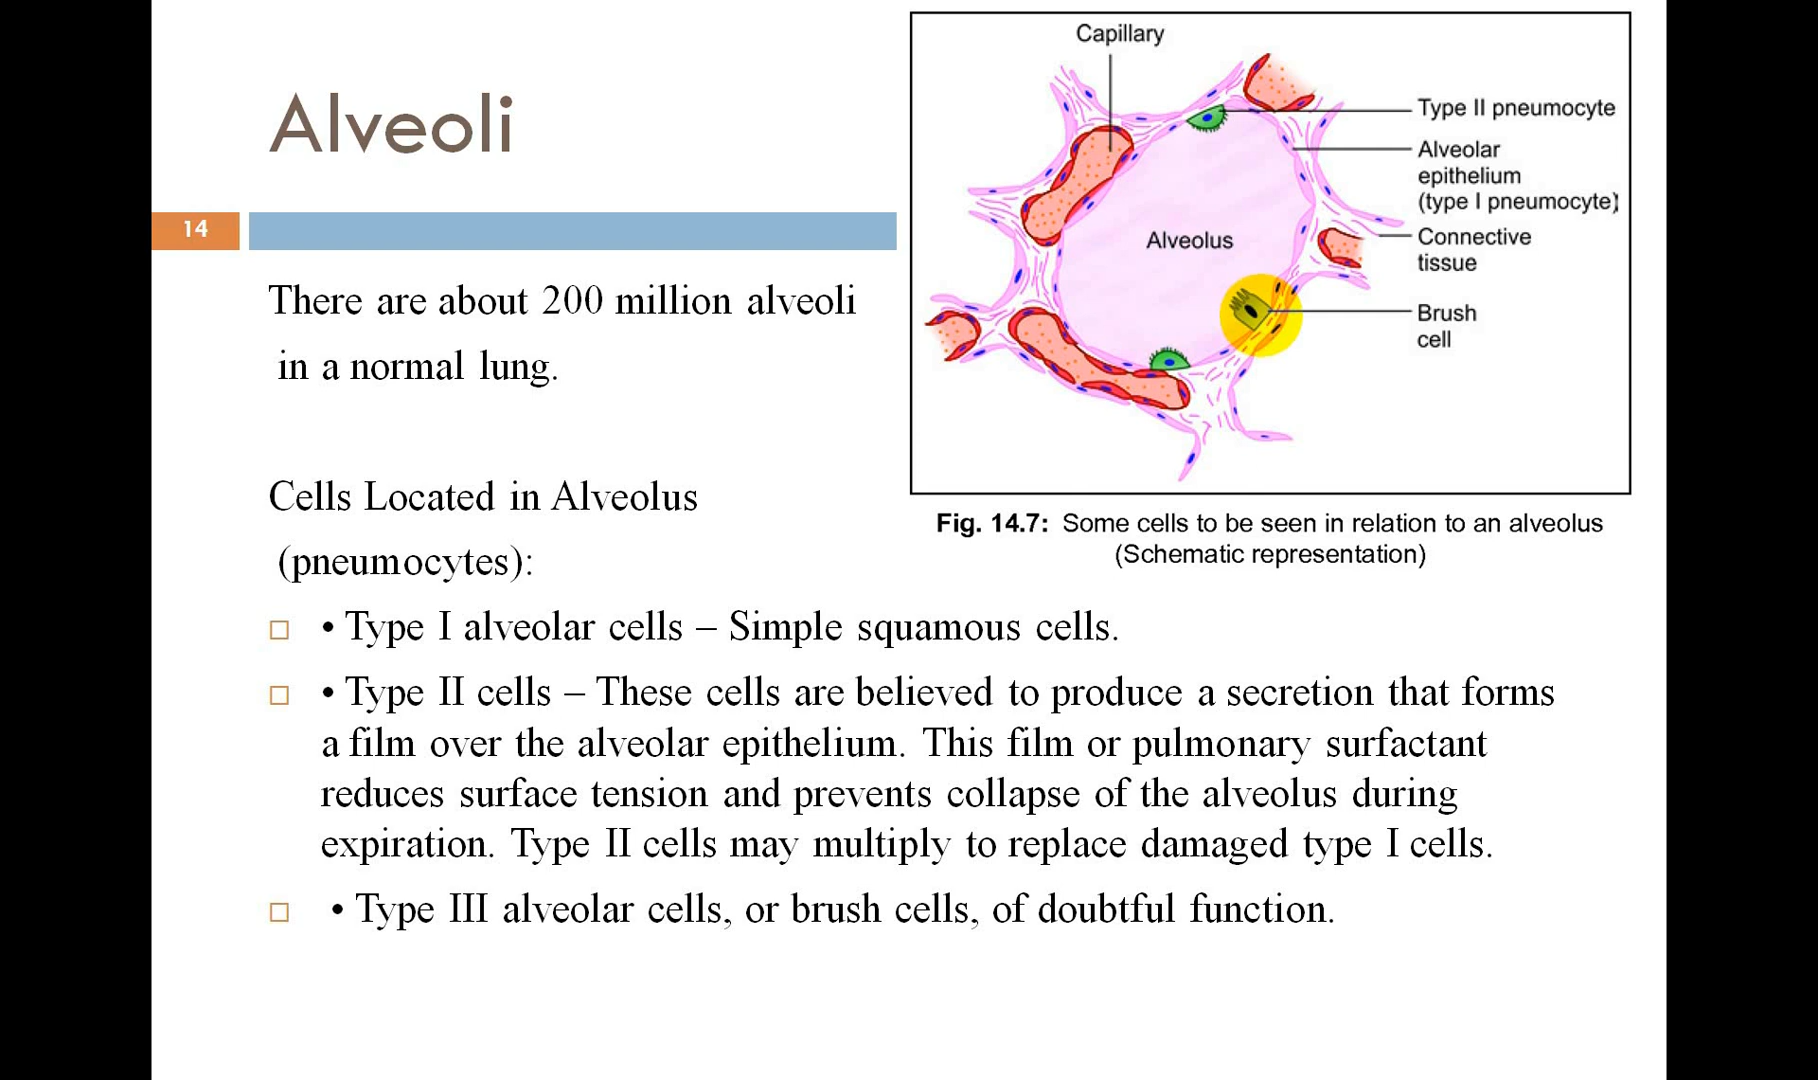 Alveoli
14
There are about 200 million alveoli
in a normal lung.
Cells Located in Alveolus
(pneumocytes):
• Type I alveolar cells – Simple squamous cells.
• Type II cells – These cells are believed to produce a secretion that forms
a film over the alveolar epithelium. This film or pulmonary surfactant
reduces surface tension and prevents collapse of the alveolus during
expiration. Type II cells may multiply to replace damaged type I cells.
• Type III alveolar cells, or brush cells, of doubtful function.
Capillary
Type II pneumocyte
Alveolar
epithelium
(type I pneumocyte)
Connective
tissue
Alveolus
Brush
cell
Fig. 14.7: Some cells to be seen in relation to an alveolus
(Schematic representation)